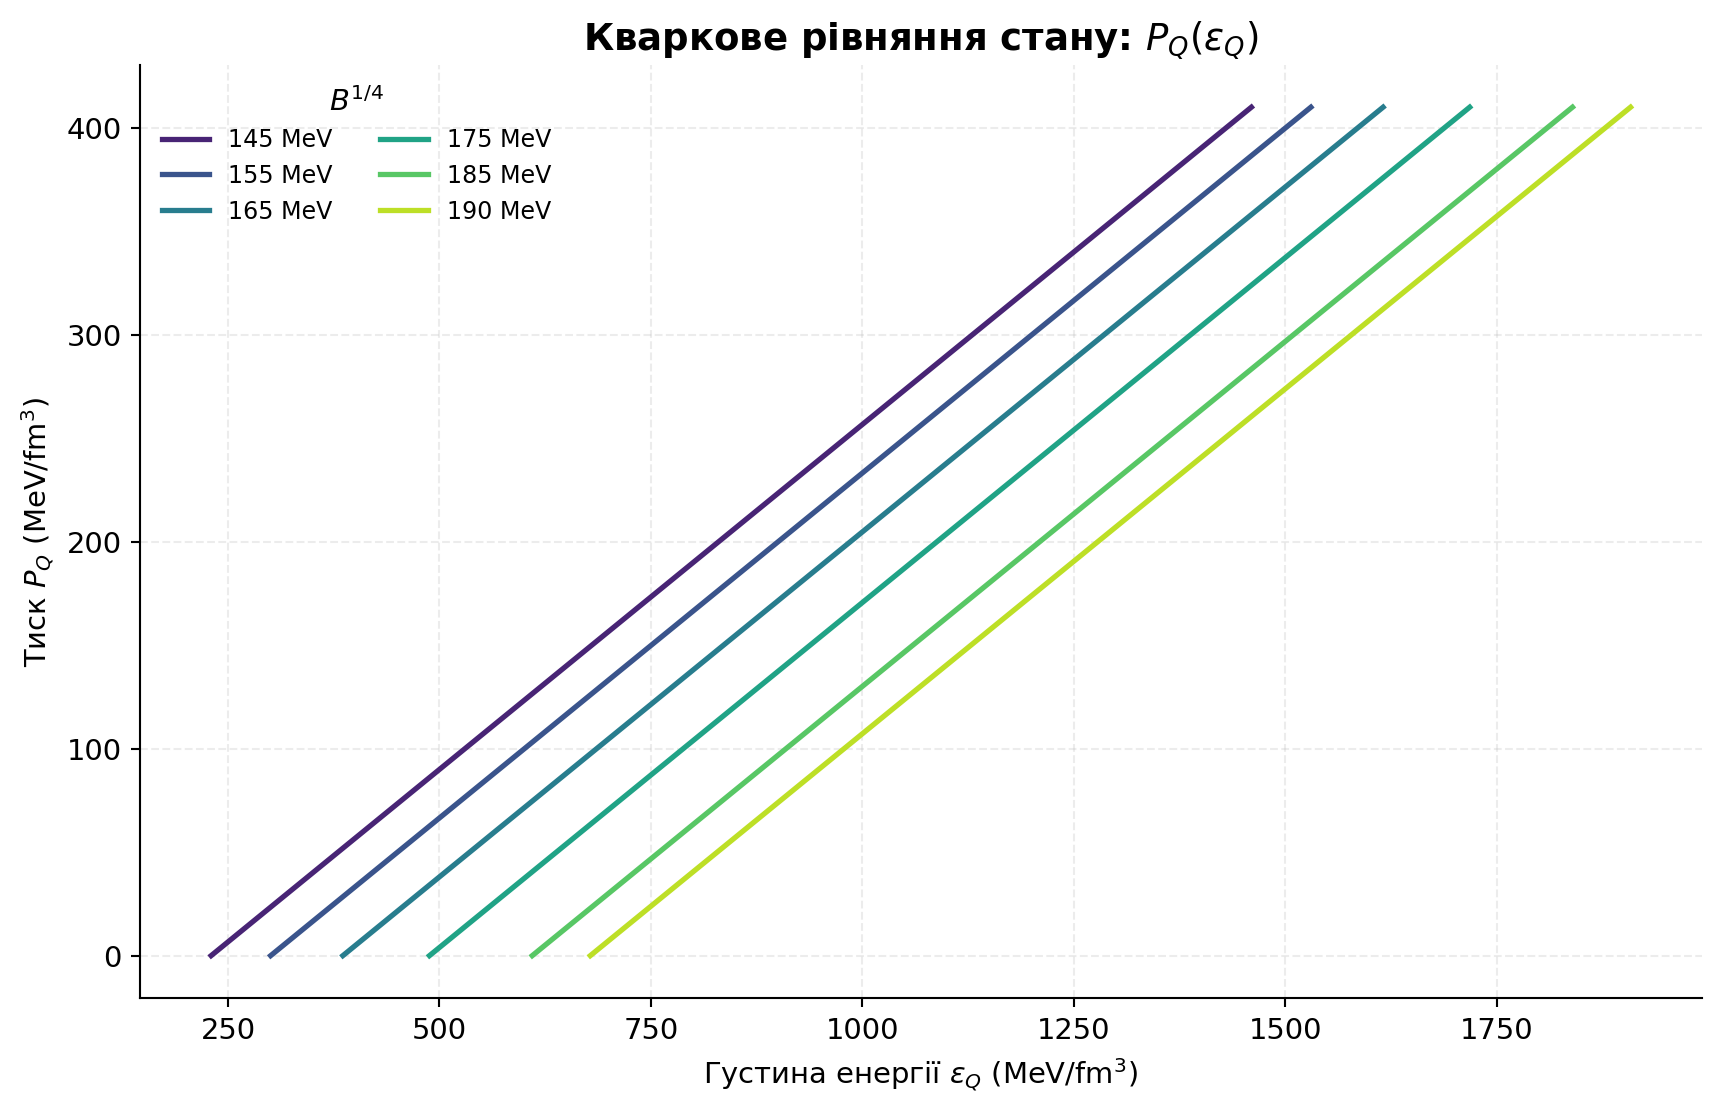 Кваркове рівняння стану: P_Q(ε_Q)
B^{1/4}
145 MeV
155 MeV
165 MeV
175 MeV
185 MeV
190 MeV
Тиск P_Q (MeV/fm³)
400
300
200
100
0
250 500 750 1000 1250 1500 1750
Густина енергії ε_Q (MeV/fm³)